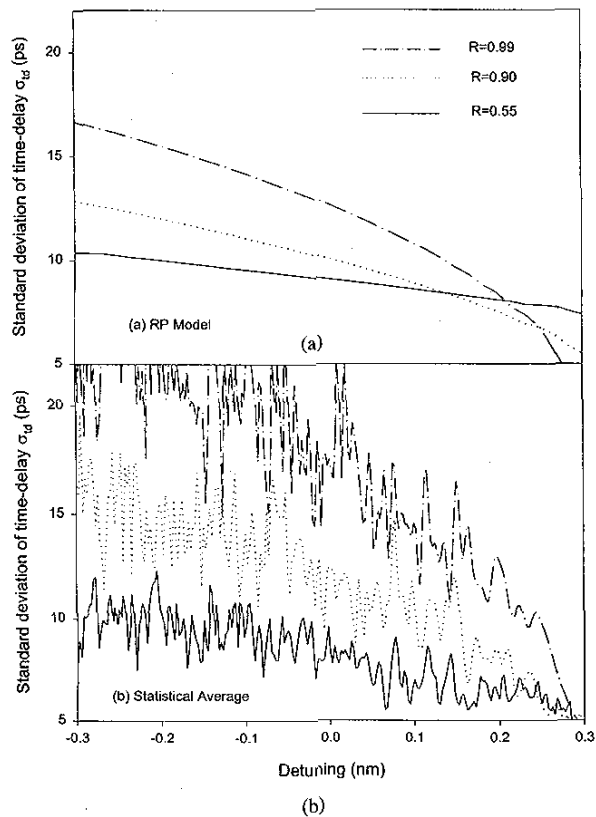 (a)
20
15
10
5
Standard deviation of time-delay σtd (ps)
R=0.99
R=0.90
R=0.55
(a) RP Model
(a)
20
15
10
5
Standard deviation of time-delay σtd (ps)
(b) Statistical Average
-0.3 -0.2 -0.1 0.0 0.1 0.2 0.3
Detuning (nm)
(b)